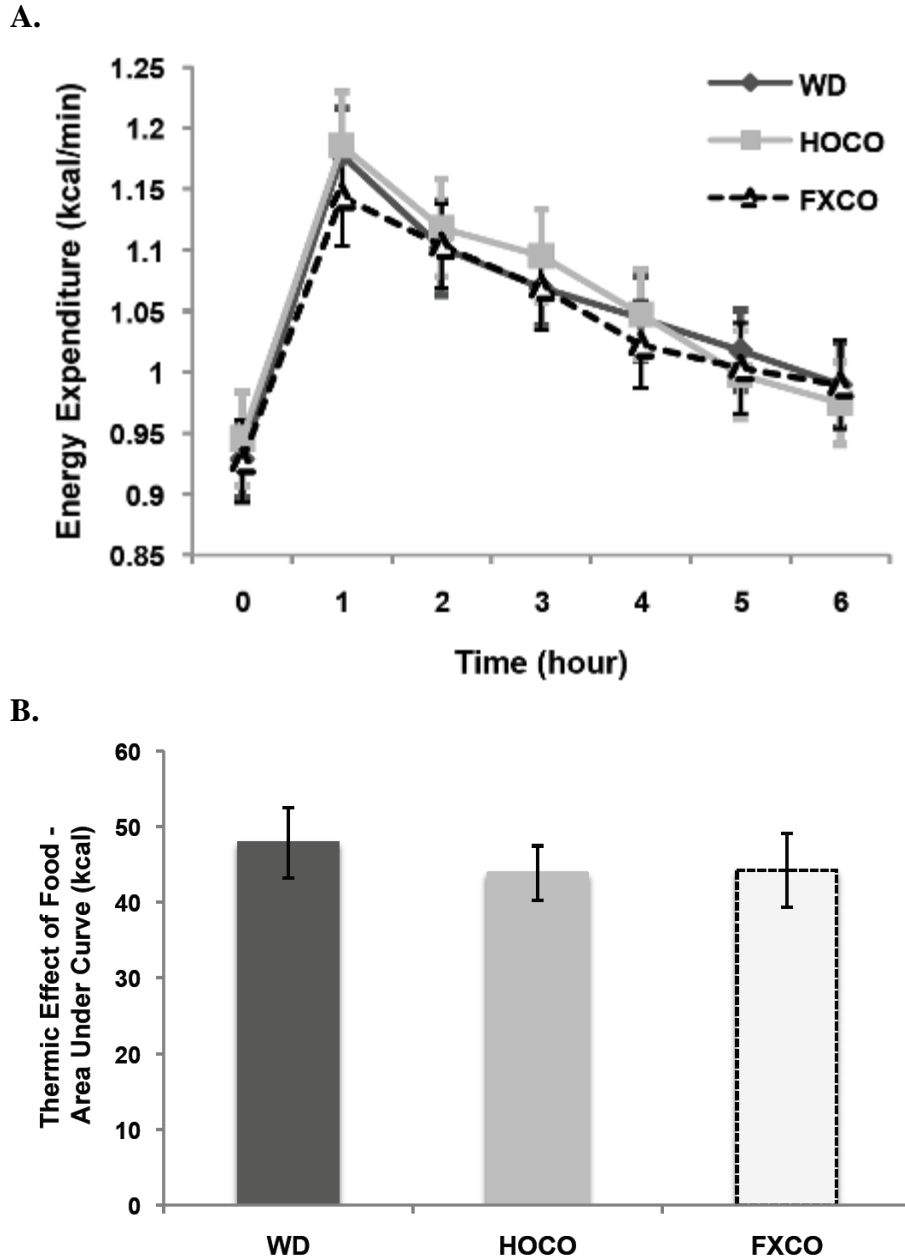 A.
Energy Expenditure (kcal/min)
1.25
1.2
1.15
1.1
1.05
1
0.95
0.9
0.85
WD
HOCO
FXCO
0 1 2 3 4 5 6
Time (hour)
B.
Thermic Effect of Food -
Area Under Curve (kcal)
60
50
40
30
20
10
0
WD HOCO FXCO